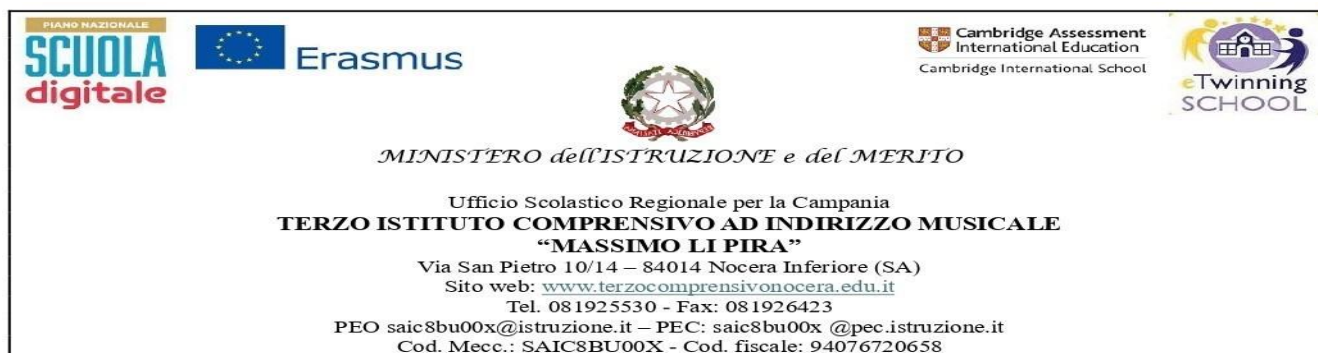 PIANO NAZIONALE
SCUOLA
digitale
Erasmus
Cambridge Assessment
International Education
Cambridge International School
eTwinning
SCHOOL
MINISTERO dell'ISTRUZIONE e del MERITO
Ufficio Scolastico Regionale per la Campania
TERZO ISTITUTO COMPRENSIVO AD INDIRIZZO MUSICALE
“MASSIMO LI PIRA”
Via San Pietro 10/14 – 84014 Nocera Inferiore (SA)
Sito web: www.terzocomprensivonocera.edu.it
Tel. 081925530 - Fax: 081926423
PEO saic8bu00x@istruzione.it – PEC: saic8bu00x @pec.istruzione.it
Cod. Mecc.: SAIC8BU00X - Cod. fiscale: 94076720658